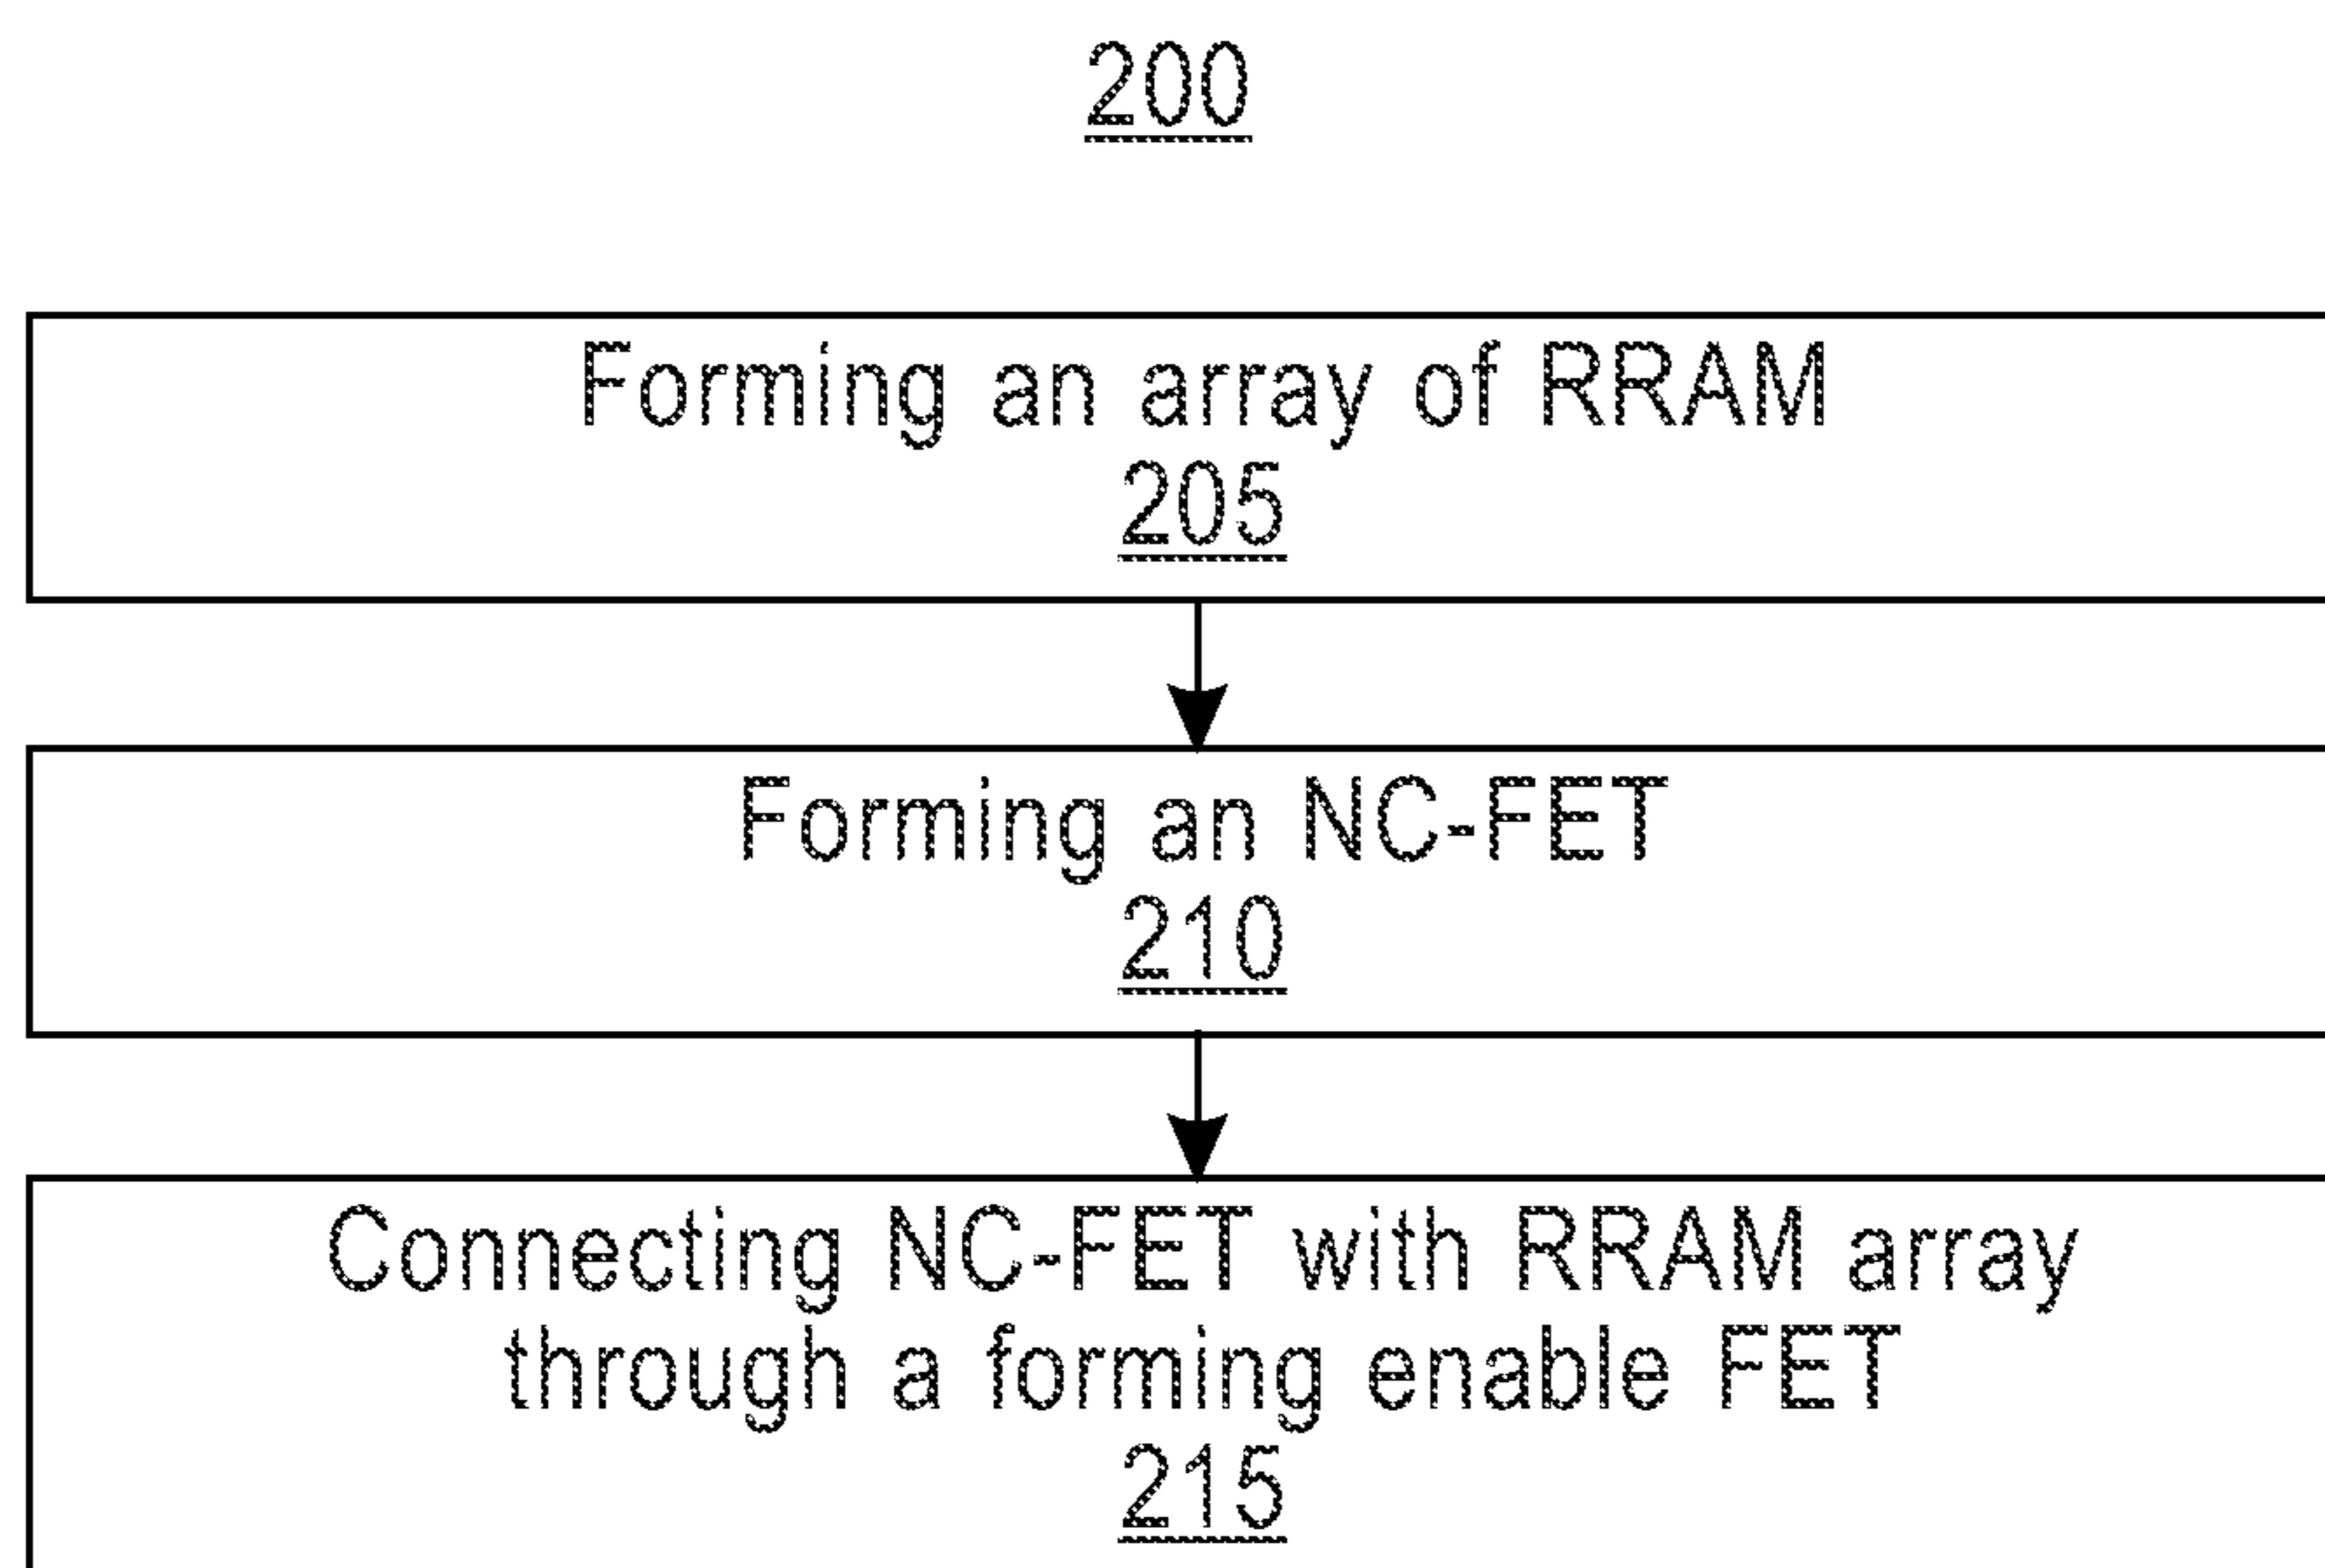 200
Forming an array of RRAM
205
Forming an NC-FET
210
Connecting NC-FET with RRAM array
through a forming enable FET
215